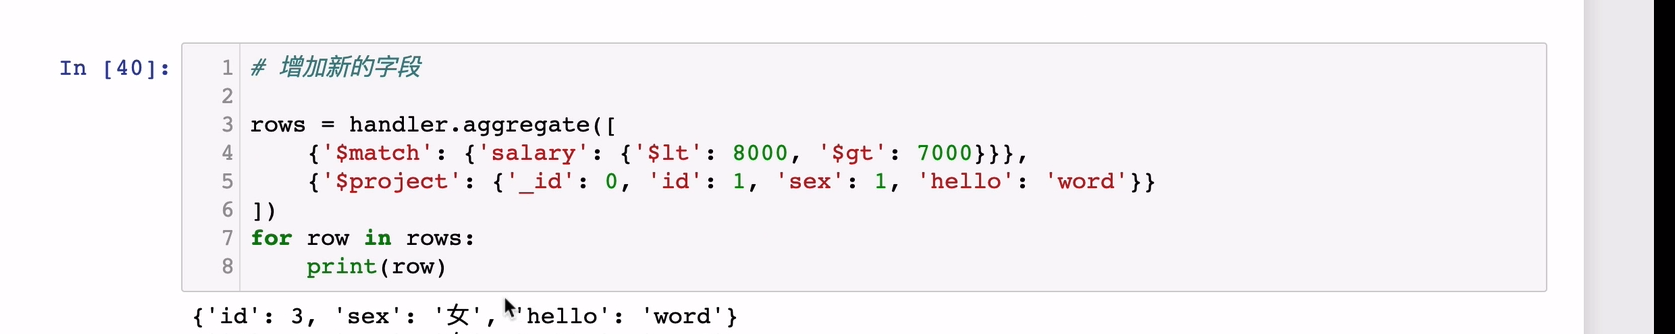 In [40]:
1 # 增加新的字段
2
3 rows = handler.aggregate([
4     {'$match': {'salary': {'$lt': 8000, '$gt': 7000}}},
5     {'$project': {'_id': 0, 'id': 1, 'sex': 1, 'hello': 'word'}}
6 ])
7 for row in rows:
8     print(row)
{'id': 3, 'sex': '女', 'hello': 'word'}